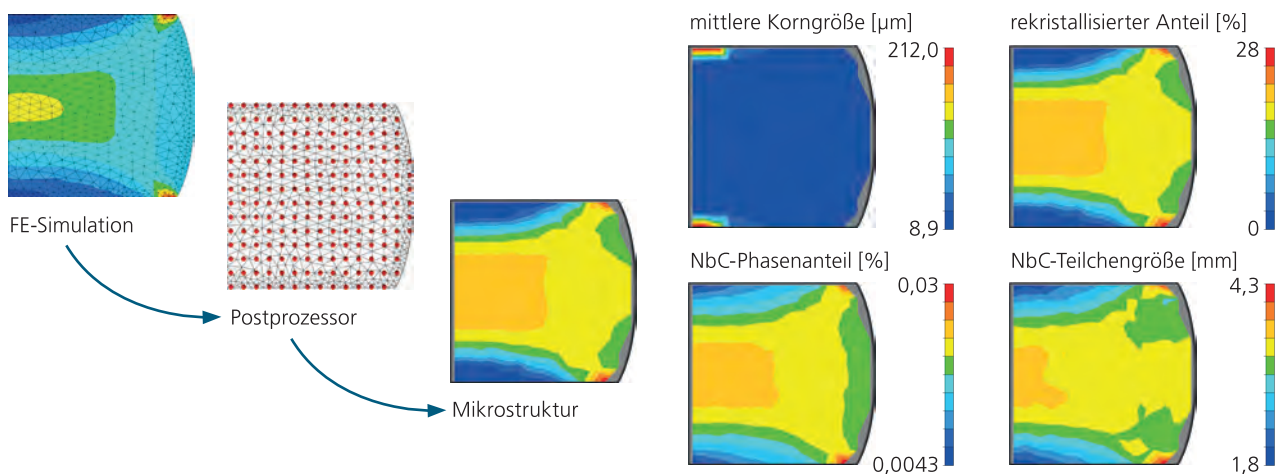 FE-Simulation
Postprozessor
Mikrostruktur
mittlere Korngröße [µm]
212,0
8,9
rekristallisierter Anteil [%]
28
0
NbC-Phasenanteil [%]
0,03
0,0043
NbC-Teilchengröße [mm]
4,3
1,8